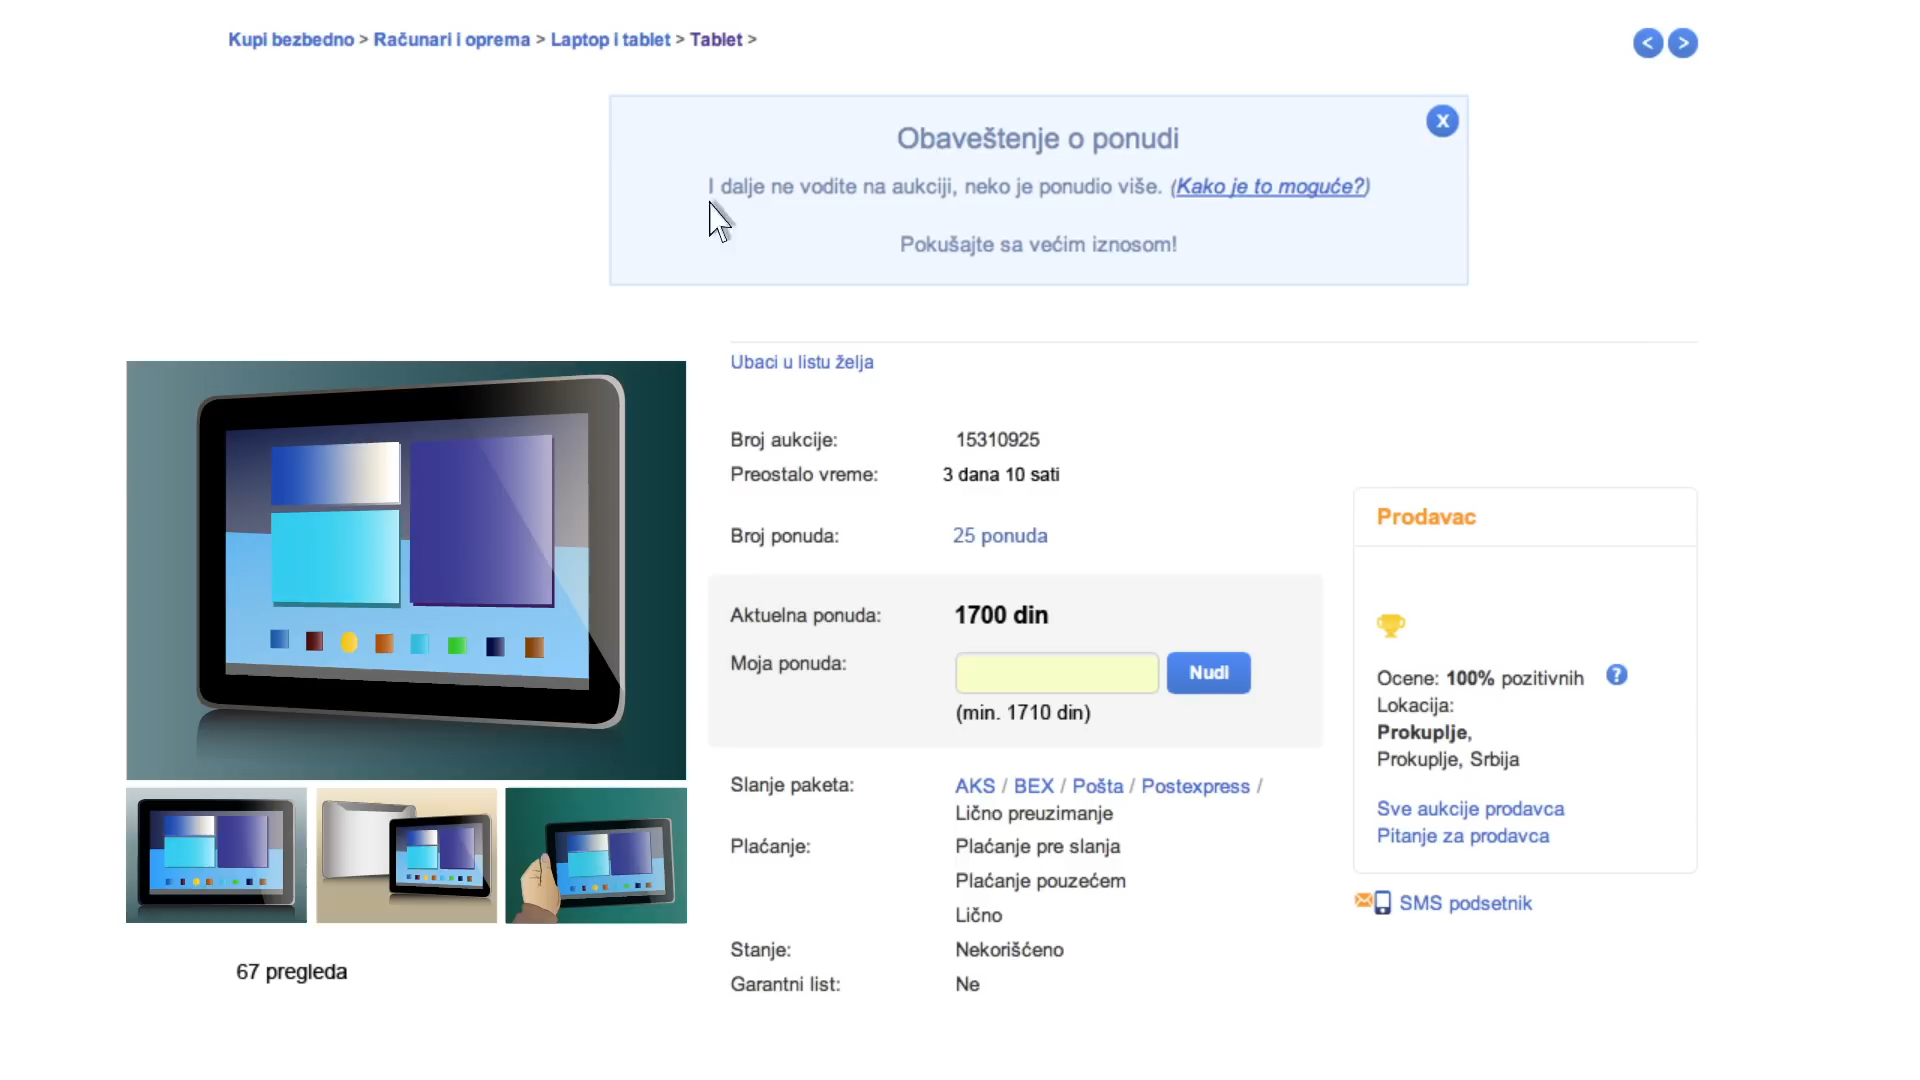 Kupi bezbedno > Računari i oprema > Laptop i tablet > Tablet >
< >
X
Obaveštenje o ponudi
I dalje ne vodite na aukciji, neko je ponudio više. (Kako je to moguće?)
Pokušajte sa većim iznosom!
Ubaci u listu želja
Broj aukcije: 15310925
Preostalo vreme: 3 dana 10 sati
Broj ponuda: 25 ponuda
Aktuelna ponuda: 1700 din
Moja ponuda: Nudi
(min. 1710 din)
Slanje paketa: AKS / BEX / Pošta / Postexpress /
Lično preuzimanje
Plaćanje: Plaćanje pre slanja
Plaćanje pouzećem
Lično
Stanje: Nekorišćeno
Garantni list: Ne
Prodavac
Ocene: 100% pozitivnih ?
Lokacija:
Prokuplje,
Prokuplje, Srbija
Sve aukcije prodavca
Pitanje za prodavca
SMS podsetnik
67 pregleda